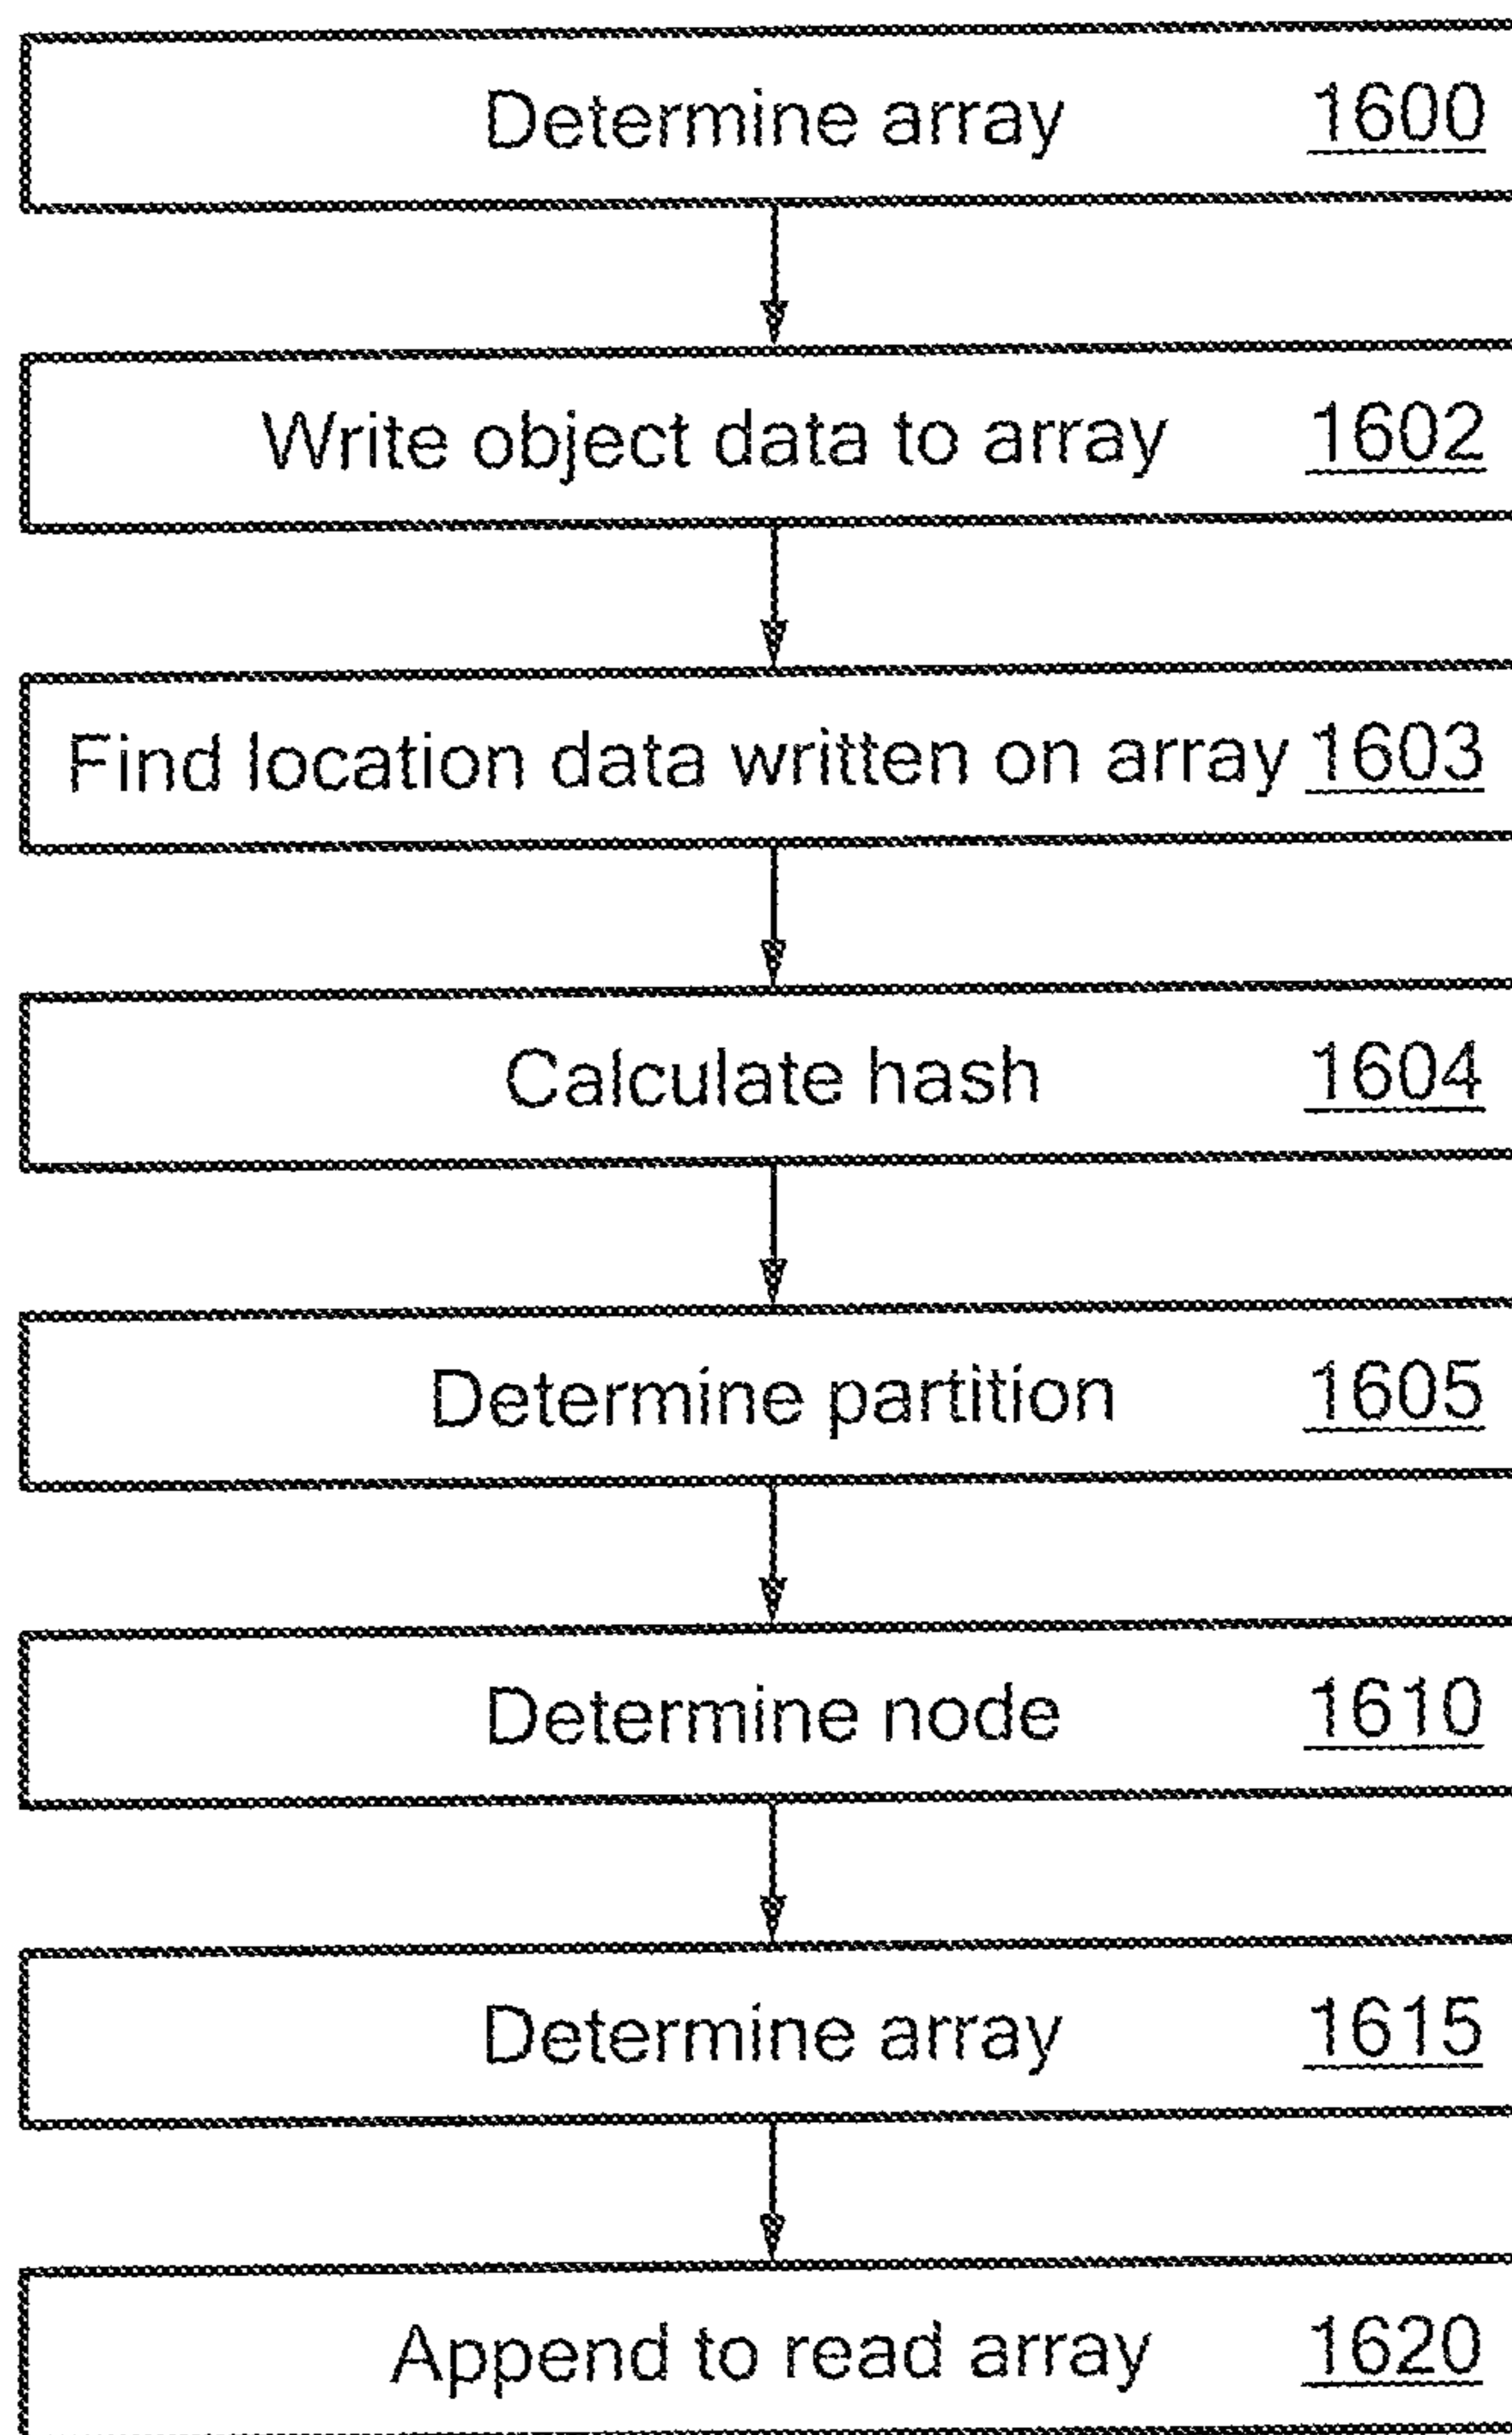 Determine array 1600
Write object data to array 1602
Find location data written on array 1603
Calculate hash 1604
Determine partition 1605
Determine node 1610
Determine array 1615
Append to read array 1620